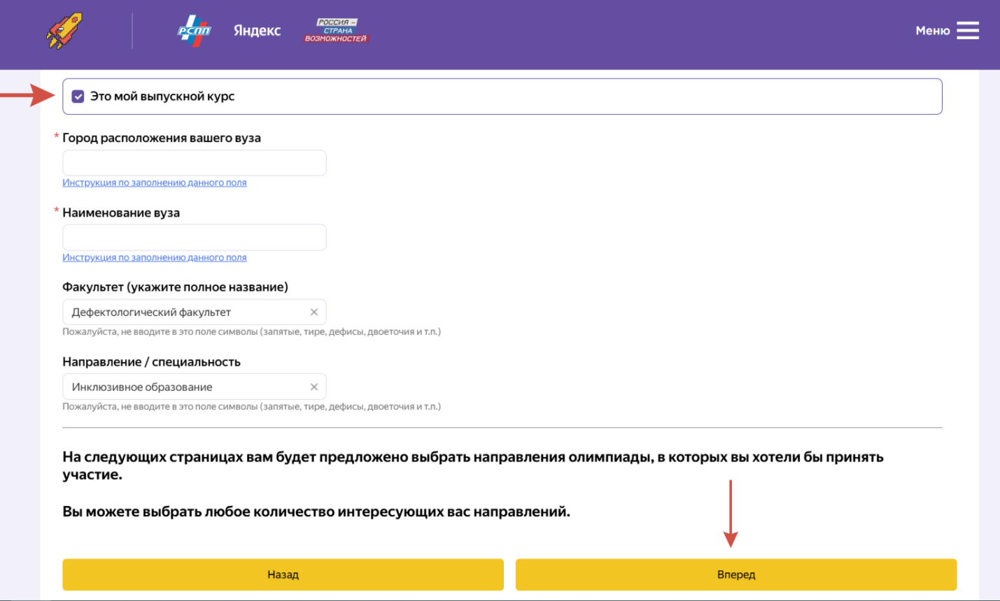 РСПП
Яндекс
РОССИЯ –
СТРАНА
ВОЗМОЖНОСТЕЙ
Меню
Это мой выпускной курс
* Город расположения вашего вуза
Инструкция по заполнению данного поля
* Наименование вуза
Инструкция по заполнению данного поля
Факультет (укажите полное название)
Дефектологический факультет
Пожалуйста, не вводите в это поле символы (запятые, тире, дефисы, двоеточия и т.п.)
Направление / специальность
Инклюзивное образование
Пожалуйста, не вводите в это поле символы (запятые, тире, дефисы, двоеточия и т.п.)
На следующих страницах вам будет предложено выбрать направления олимпиады, в которых вы хотели бы принять
участие.
Вы можете выбрать любое количество интересующих вас направлений.
Назад
Вперед